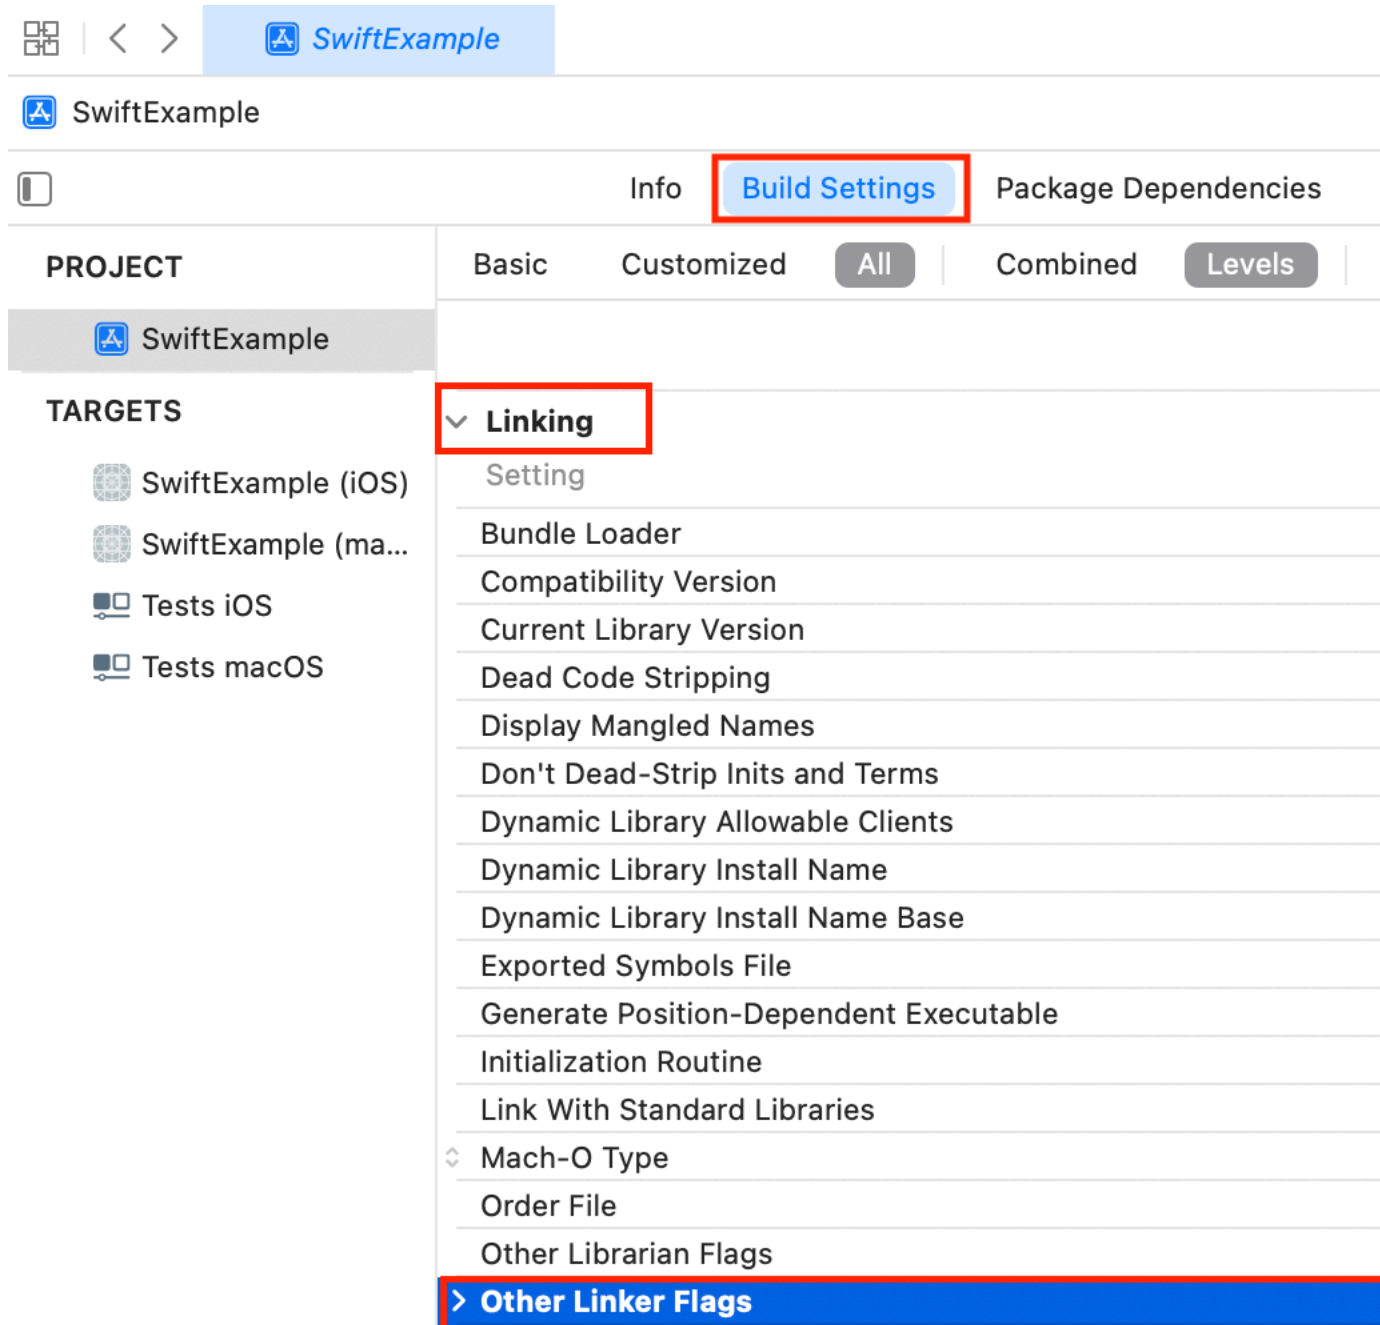 SwiftExample
SwiftExample
Info Build Settings Package Dependencies
PROJECT
SwiftExample
TARGETS
SwiftExample (iOS)
SwiftExample (ma...
Tests iOS
Tests macOS
Basic Customized All Combined Levels
Linking
Setting
Bundle Loader
Compatibility Version
Current Library Version
Dead Code Stripping
Display Mangled Names
Don't Dead-Strip Inits and Terms
Dynamic Library Allowable Clients
Dynamic Library Install Name
Dynamic Library Install Name Base
Exported Symbols File
Generate Position-Dependent Executable
Initialization Routine
Link With Standard Libraries
Mach-O Type
Order File
Other Librarian Flags
Other Linker Flags